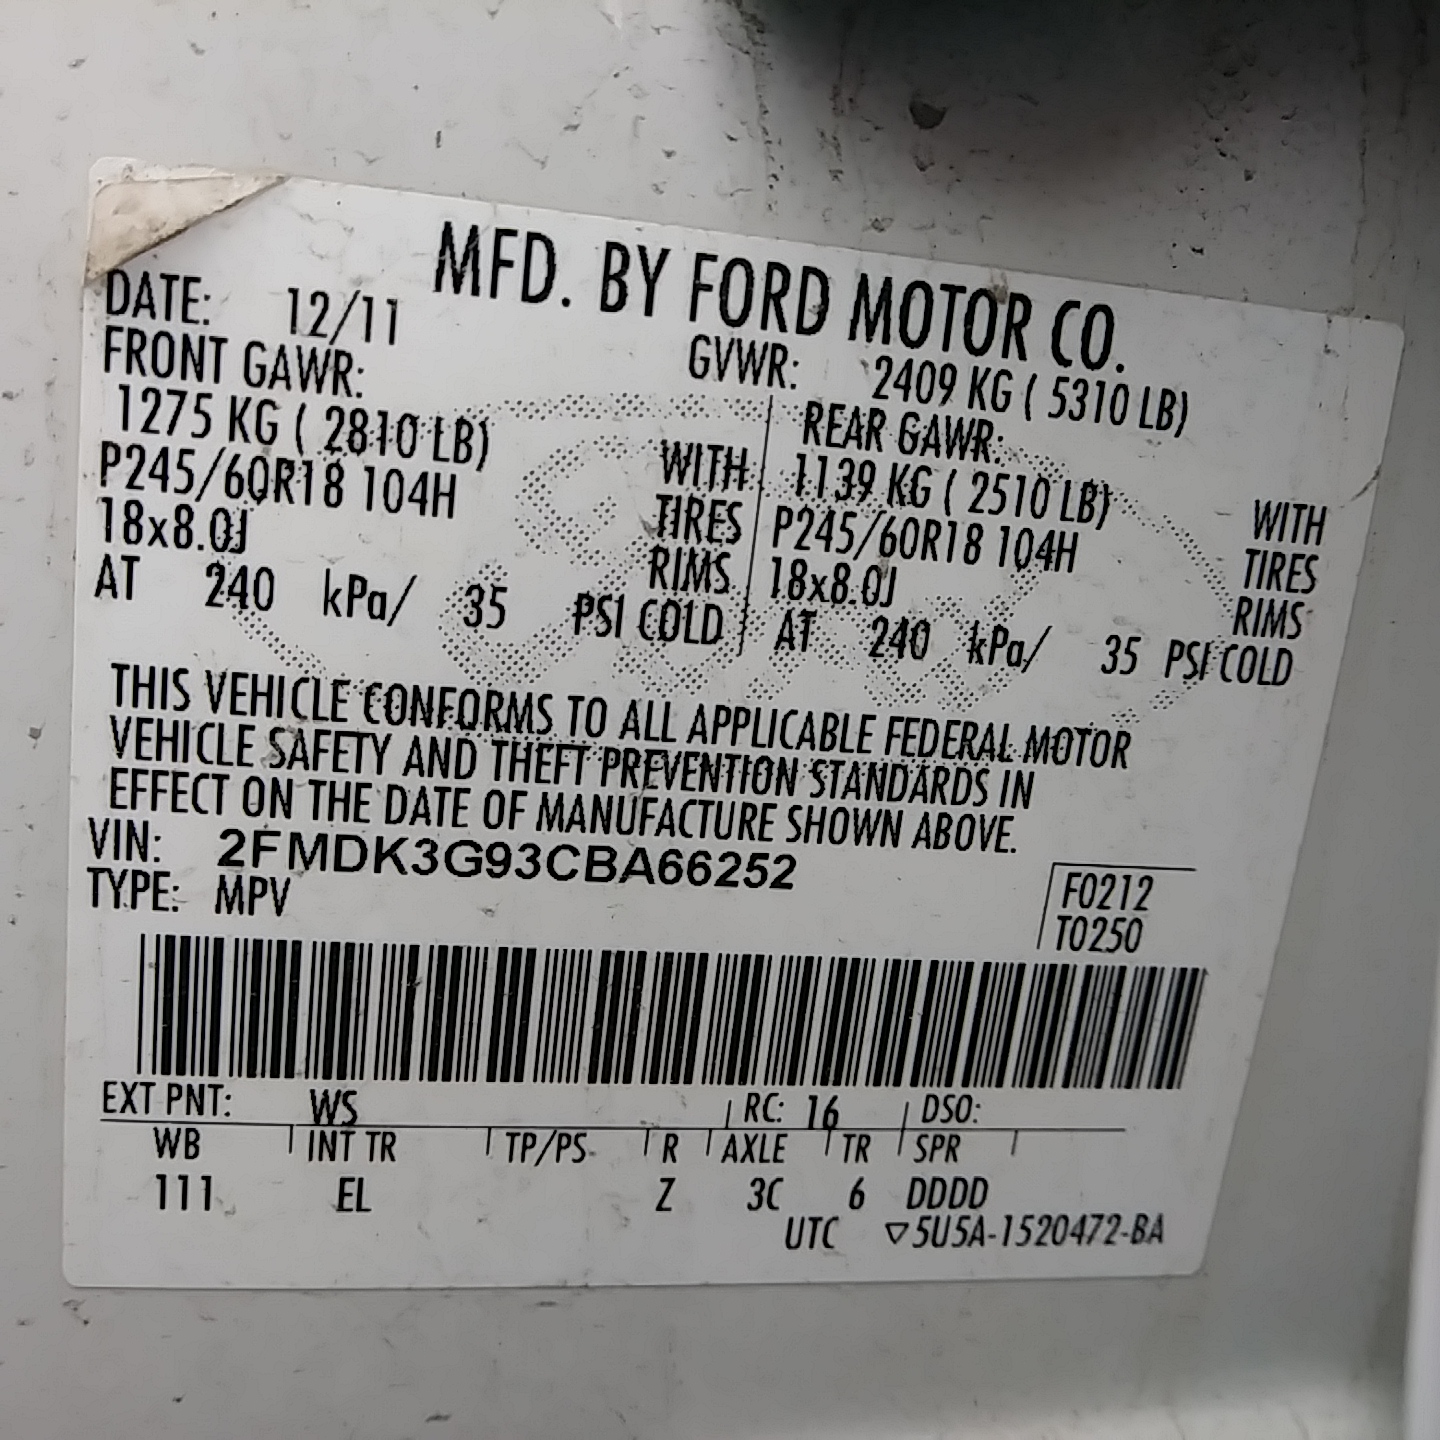 MFD. BY FORD MOTOR CO.
DATE: 12/11
GVWR: 2409 KG ( 5310 LB)
FRONT GAWR:
1275 KG ( 2810 LB) WITH
P245/60R18 104H TIRES
18x8.0J RIMS
AT 240 kPa/ 35 PSI COLD
REAR GAWR:
1139 KG ( 2510 LB) WITH
P245/60R18 104H TIRES
18x8.0J RIMS
AT 240 kPa/ 35 PSI COLD
THIS VEHICLE CONFORMS TO ALL APPLICABLE FEDERAL MOTOR
VEHICLE SAFETY AND THEFT PREVENTION STANDARDS IN
EFFECT ON THE DATE OF MANUFACTURE SHOWN ABOVE.
VIN: 2FMDK3G93CBA66252
TYPE: MPV
F0212
T0250
EXT PNT: WS RC: 16 DSO:
WB INT TR TP/PS R AXLE TR SPR
111 EL Z 3C 6 DDDD
UTC ▽5U5A-1520472-BA